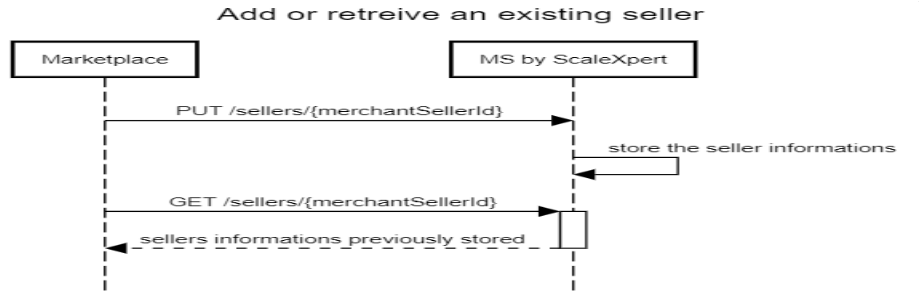 Add or retreive an existing seller
Marketplace
MS by ScaleXpert
PUT /sellers/{merchantSellerId}
store the seller informations
GET /sellers/{merchantSellerId}
sellers informations previously stored